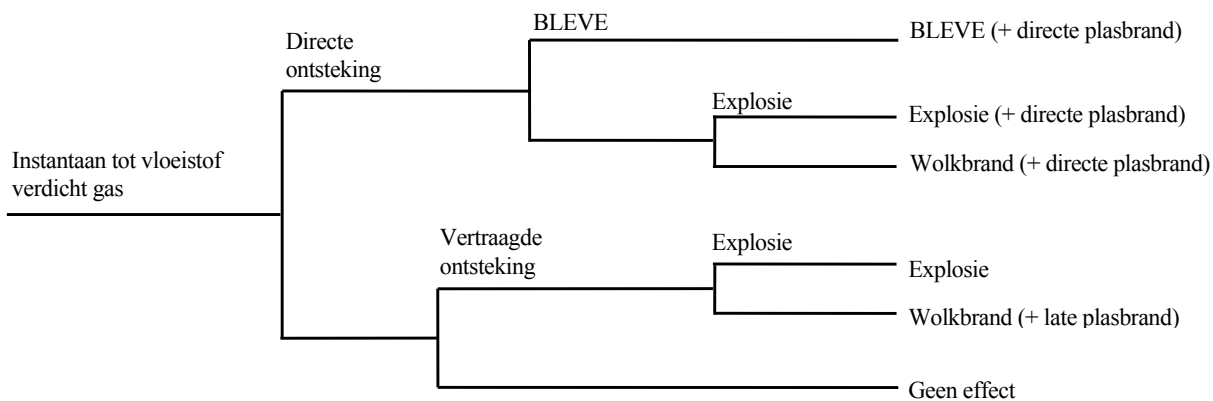 BLEVE
BLEVE (+ directe plasbrand)
Directe
ontsteking
Explosie
Explosie (+ directe plasbrand)
Wolkbrand (+ directe plasbrand)
Instantaan tot vloeistof
verdicht gas
Vertraagde
ontsteking
Explosie
Explosie
Wolkbrand (+ late plasbrand)
Geen effect